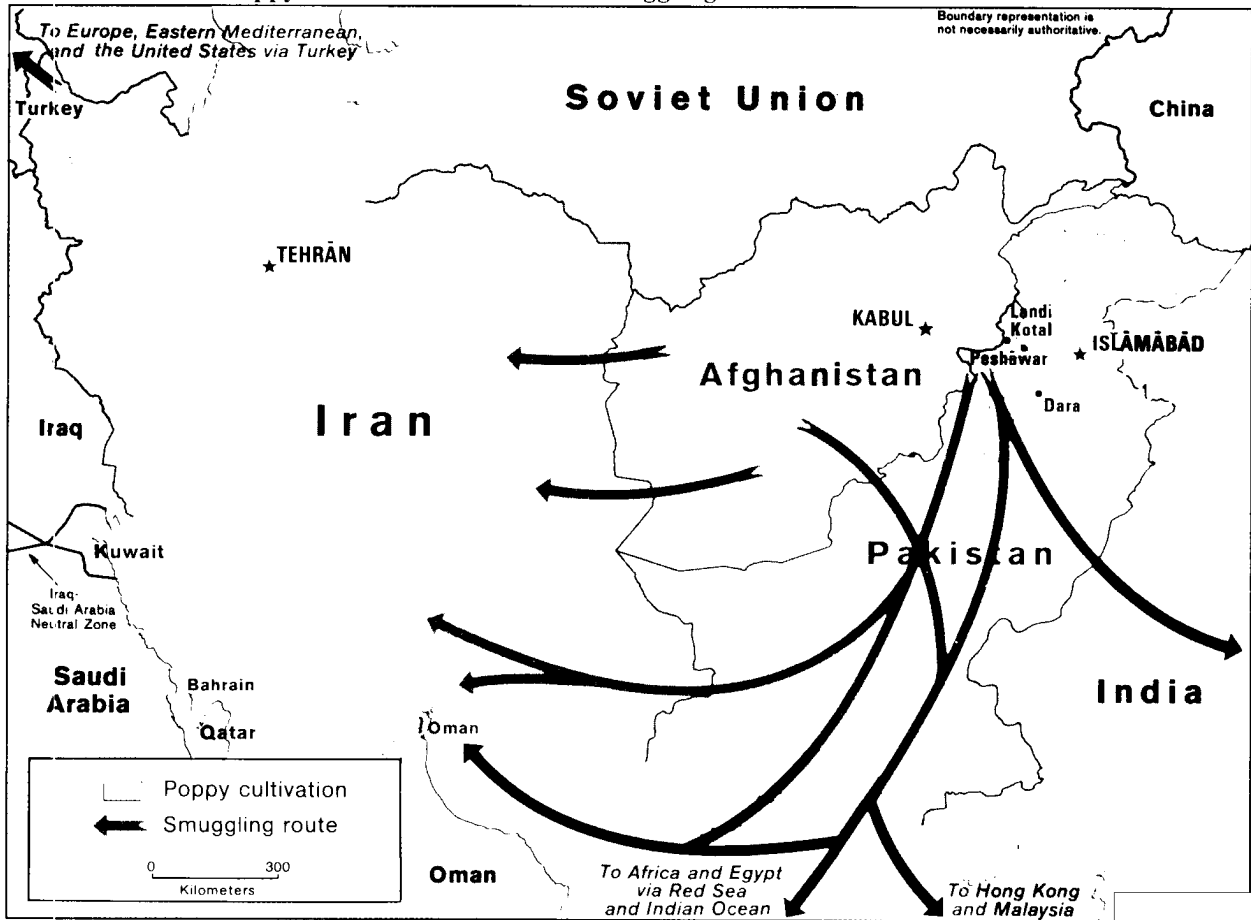 To Europe, Eastern Mediterranean,
and the United States via Turkey
Boundary representation is
not necessarily authoritative.
Soviet Union
China
Turkey
TEHRĀN
KABUL
Landi
Kotal
Peshāwar
ISLĀMĀBĀD
Afghanistan
Dara
Iran
Iraq
Pakistan
Kuwait
Iraq-
Saudi Arabia
Neutral Zone
Saudi
Arabia
Bahrain
Qatar
Oman
India
Poppy cultivation
Smuggling route
0 300
Kilometers
Oman
To Africa and Egypt
via Red Sea
and Indian Ocean
To Hong Kong
and Malaysia